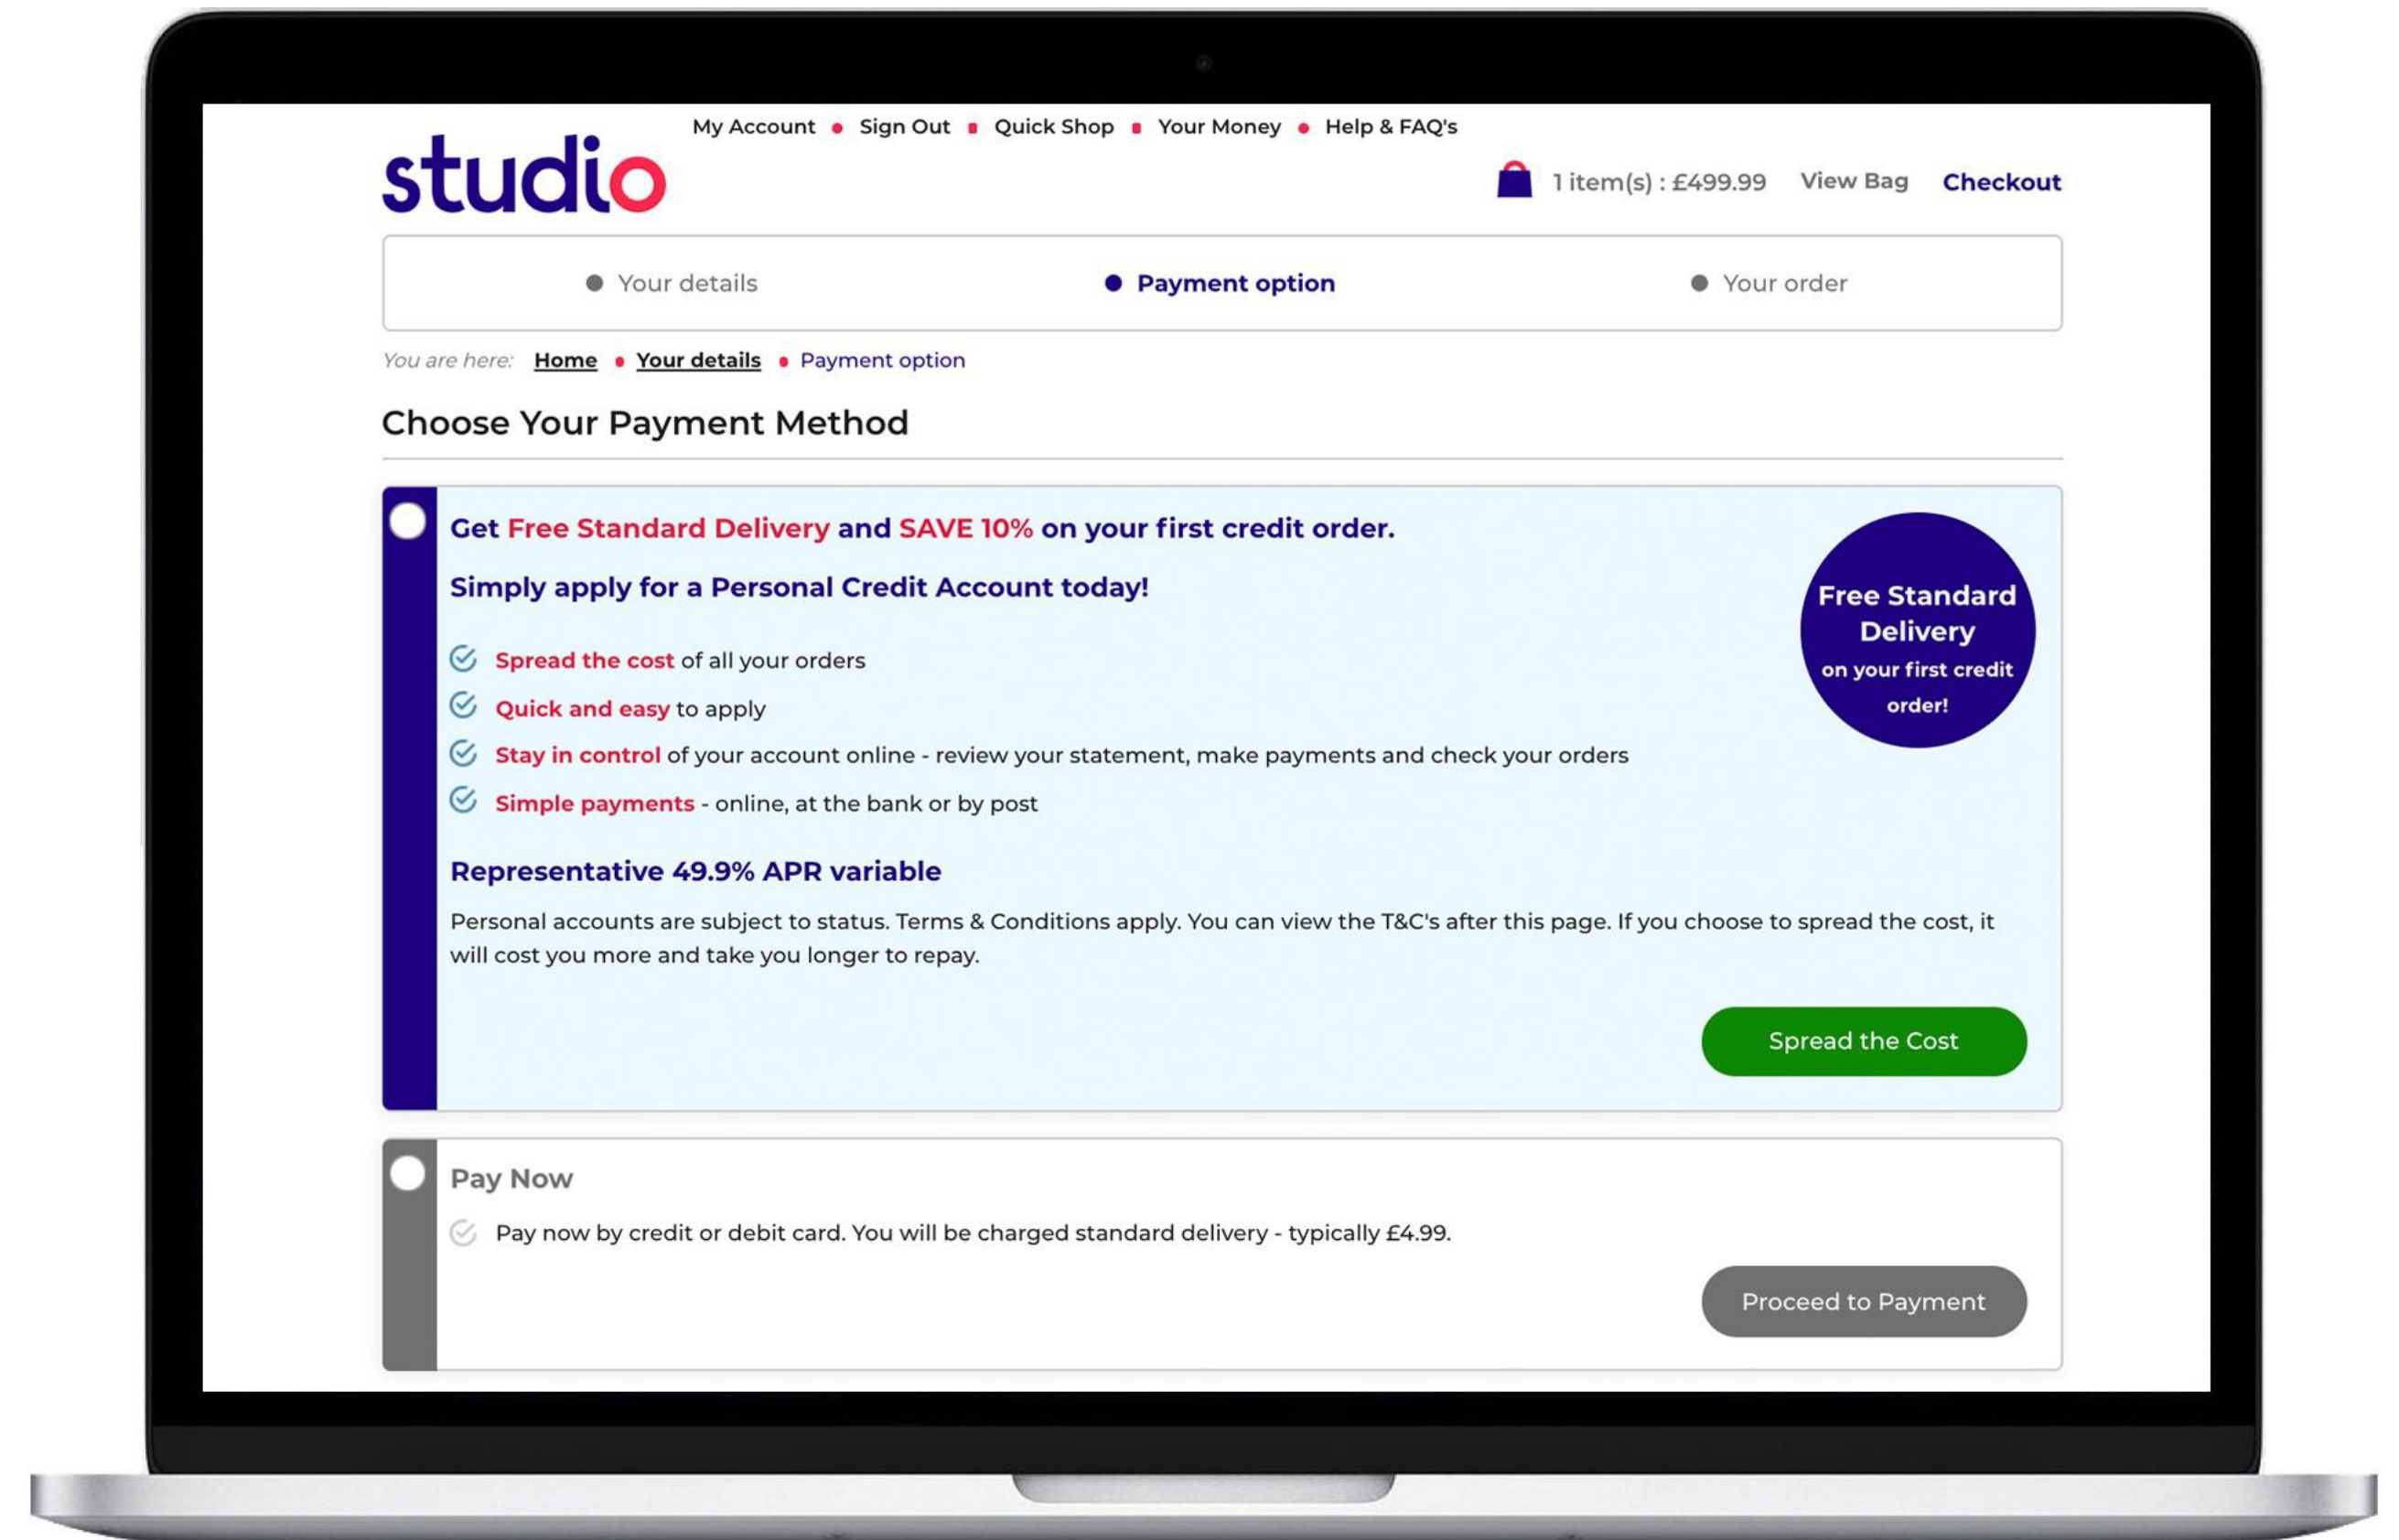 My Account • Sign Out • Quick Shop • Your Money • Help & FAQ's
studio
1 item(s) : £499.99 View Bag Checkout
Your details Payment option Your order
You are here: Home • Your details • Payment option
Choose Your Payment Method
Get Free Standard Delivery and SAVE 10% on your first credit order.
Simply apply for a Personal Credit Account today!
Free Standard
Delivery
on your first credit
order!
Spread the cost of all your orders
Quick and easy to apply
Stay in control of your account online - review your statement, make payments and check your orders
Simple payments - online, at the bank or by post
Representative 49.9% APR variable
Personal accounts are subject to status. Terms & Conditions apply. You can view the T&C's after this page. If you choose to spread the cost, it
will cost you more and take you longer to repay.
Spread the Cost
Pay Now
Pay now by credit or debit card. You will be charged standard delivery - typically £4.99.
Proceed to Payment